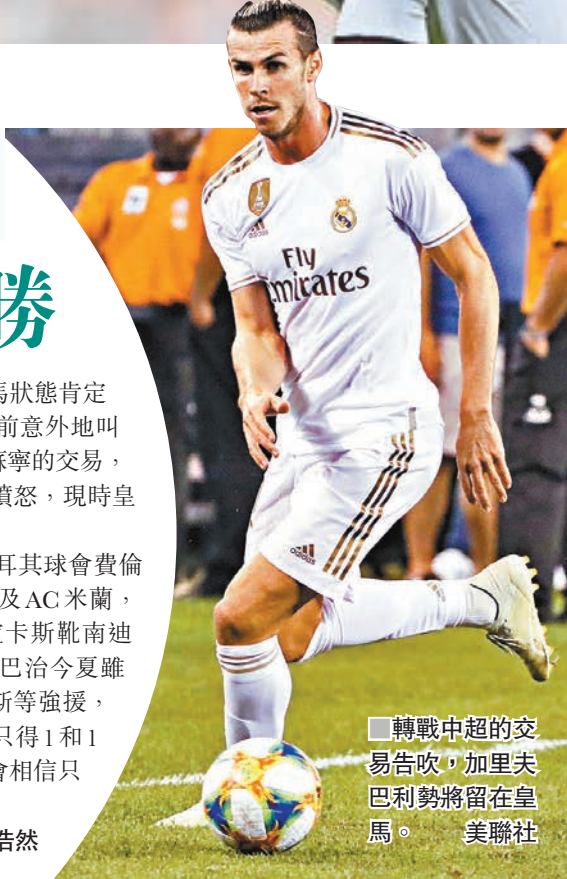 勝
馬狀態肯定
前意外地叫
蘇寧的交易，
憤怒，現時皇
耳其球會費倫
及AC米蘭，
卡斯靴南迪
巴治今夏雖
斯等強援，
只得1和1
會相信只
浩然
adidas
Fly
Emirates
adidas
■轉戰中超的交
易告吹，加里夫
巴利勢將留在皇
馬。 美聯社